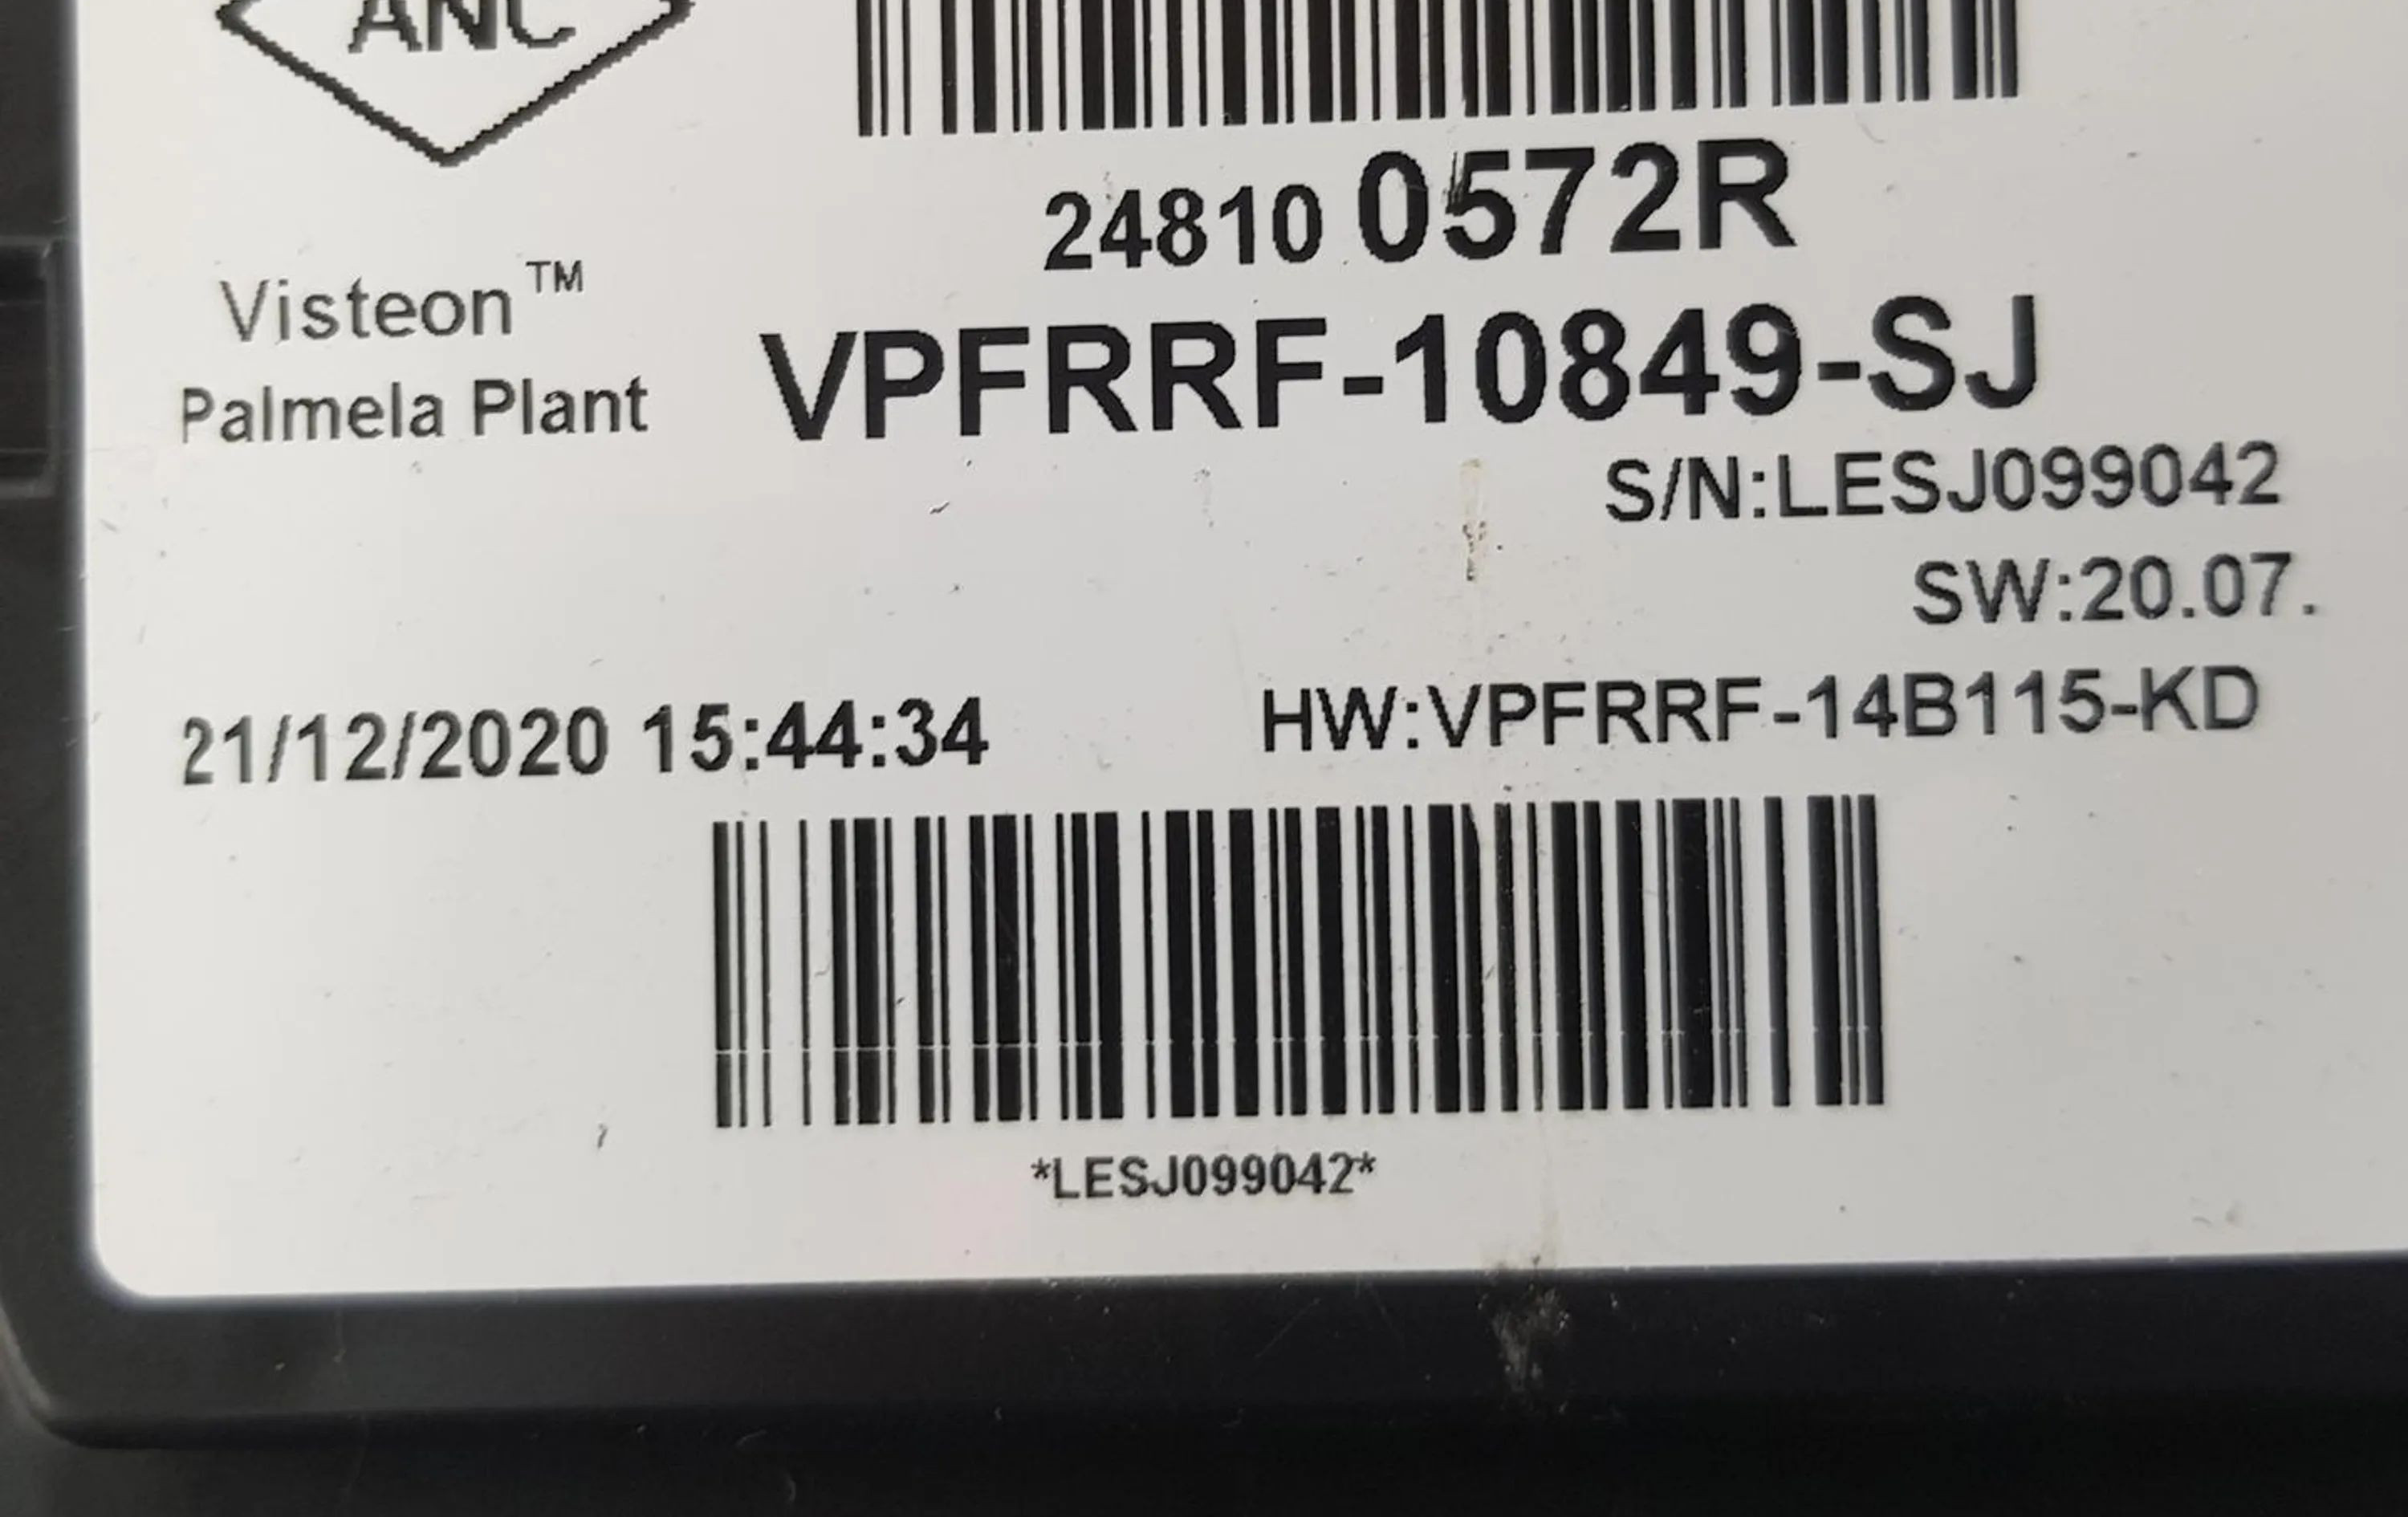 ANC
24810 0572R
Visteon™
Palmela Plant
VPFRRF-10849-SJ
S/N:LESJ099042
SW:20.07.
21/12/2020 15:44:34
HW:VPFRRF-14B115-KD
*LESJ099042*